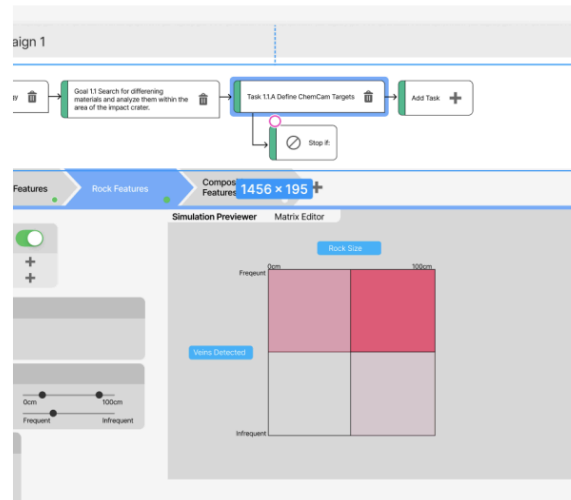 aign 1
Goal 1.1 Search for differening
materials and analyze them within the
area of the impact crater.
Task 1.1.A Define ChemCam Targets
Add Task
Stop if:
Features
Rock Features
Compos
Features
1456 × 195
Simulation Previewer
Matrix Editor
Rock Size
0cm
100cm
Freqeunt
Veins Detected
0cm
100cm
Frequent
Infrequent
Infrequent